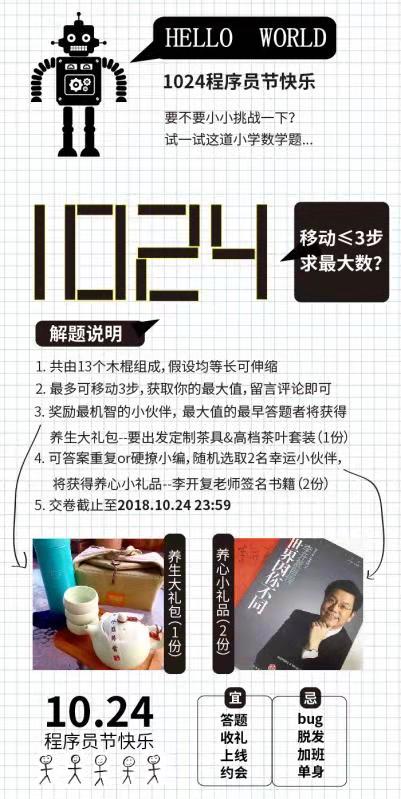 HELLO WORLD
1024程序员节快乐
要不要小小挑战一下?
试一试这道小学数学题...
1024
移动≤3步
求最大数?
解题说明
1. 共由13个木棍组成, 假设均等长可伸缩
2. 最多可移动3步, 获取你的最大值, 留言评论即可
3. 奖励最机智的小伙伴, 最大值的最早答题者将获得
养生大礼包--要出发定制茶具&高档茶叶套装 (1份)
4. 可答案重复or硬撩小编, 随机选取2名幸运小伙伴,
将获得养心小礼品--李开复老师签名书籍 (2份)
5. 交卷截止至2018.10.24 23:59
养生大礼包 (1份)
养心小礼品 (2份)
世界因你不同
10.24
程序员节快乐
宜
答题
收礼
上线
约会
忌
bug
脱发
加班
单身